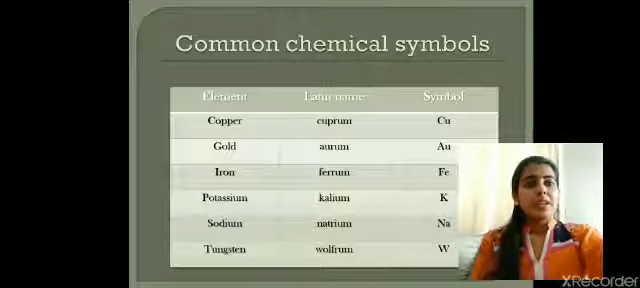 Common chemical symbols
Element Latin name Symbol
Copper cuprum Cu
Gold aurum Au
Iron ferrum Fe
Potassium kalium K
Sodium natrium Na
Tungsten wolfrum W
XRecorder